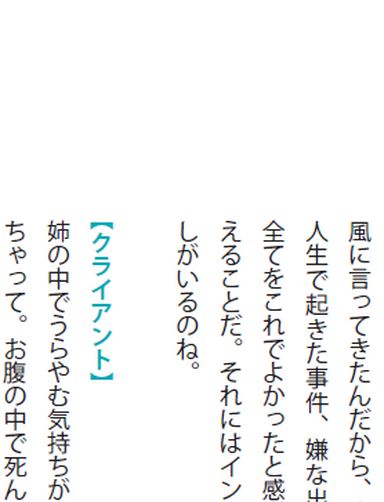 風に言ってきたんだから、
人生で起きた事件、嫌な出
全てをこれでよかったと感
えることだ。それにはイン
しがいるのね。
【クライアント】
姉の中でうらやむ気持ちが
ちゃって。お腹の中で死ん